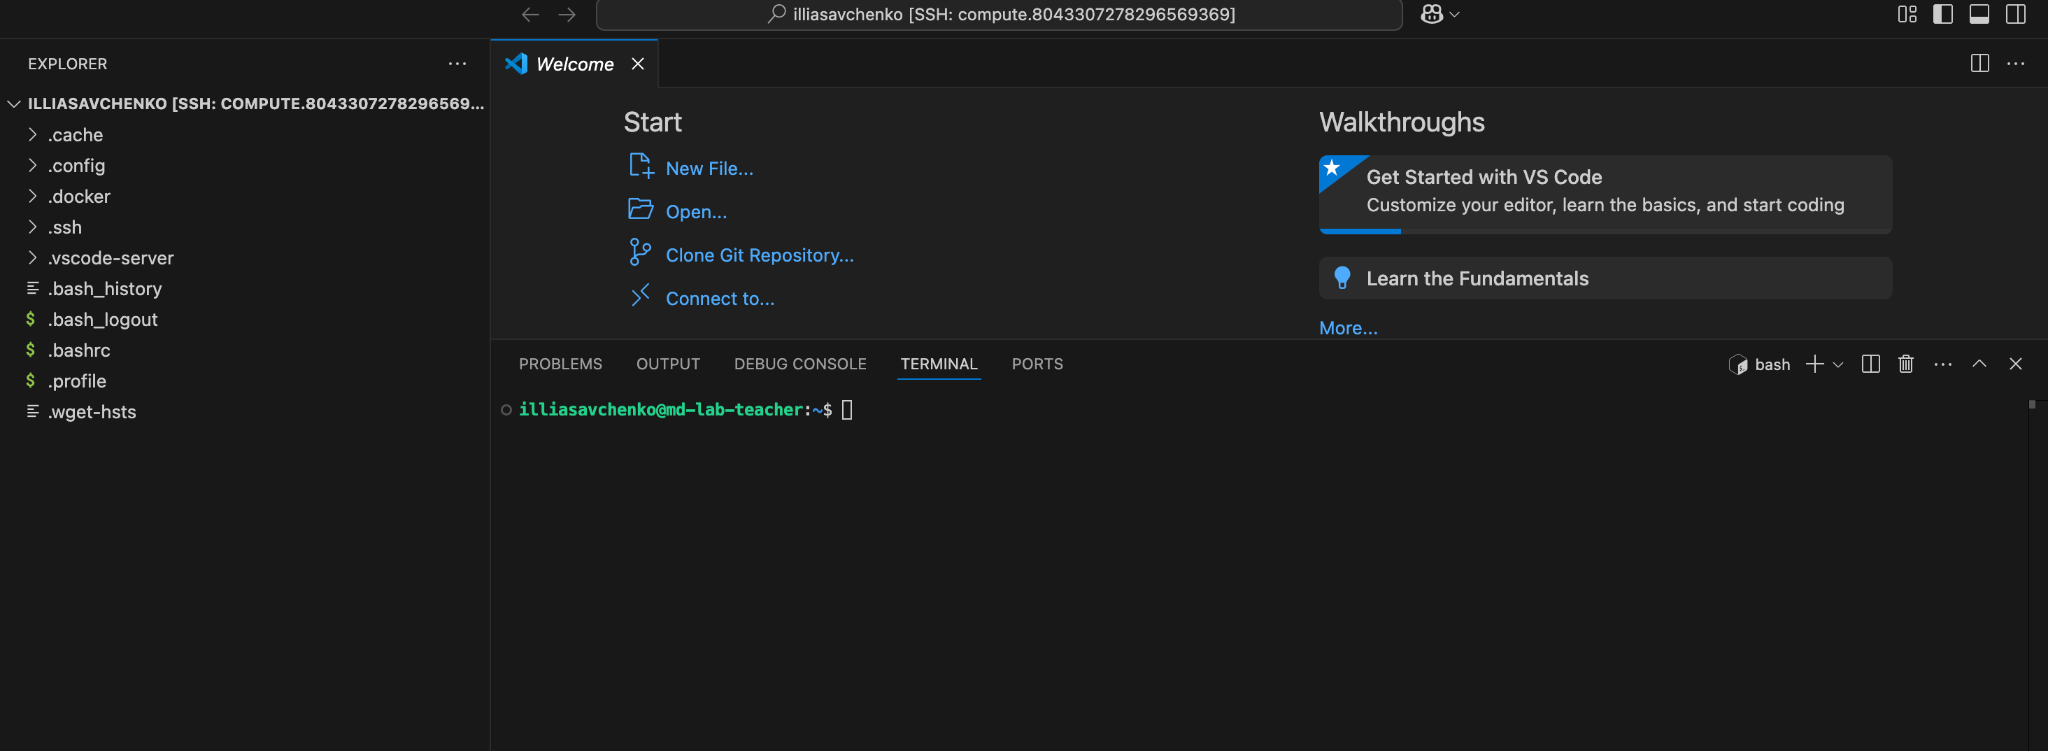 illiasavchenko [SSH: compute.8043307278296569369]
EXPLORER
ILLIASAVCHENKO [SSH: COMPUTE.8043307278296569...
.cache
.config
.docker
.ssh
.vscode-server
.bash_history
$ .bash_logout
$ .bashrc
$ .profile
.wget-hsts
Welcome
Start
New File...
Open...
Clone Git Repository...
Connect to...
Walkthroughs
Get Started with VS Code
Customize your editor, learn the basics, and start coding
Learn the Fundamentals
More...
PROBLEMS OUTPUT DEBUG CONSOLE TERMINAL PORTS
bash
illiasavchenko@md-lab-teacher:~$